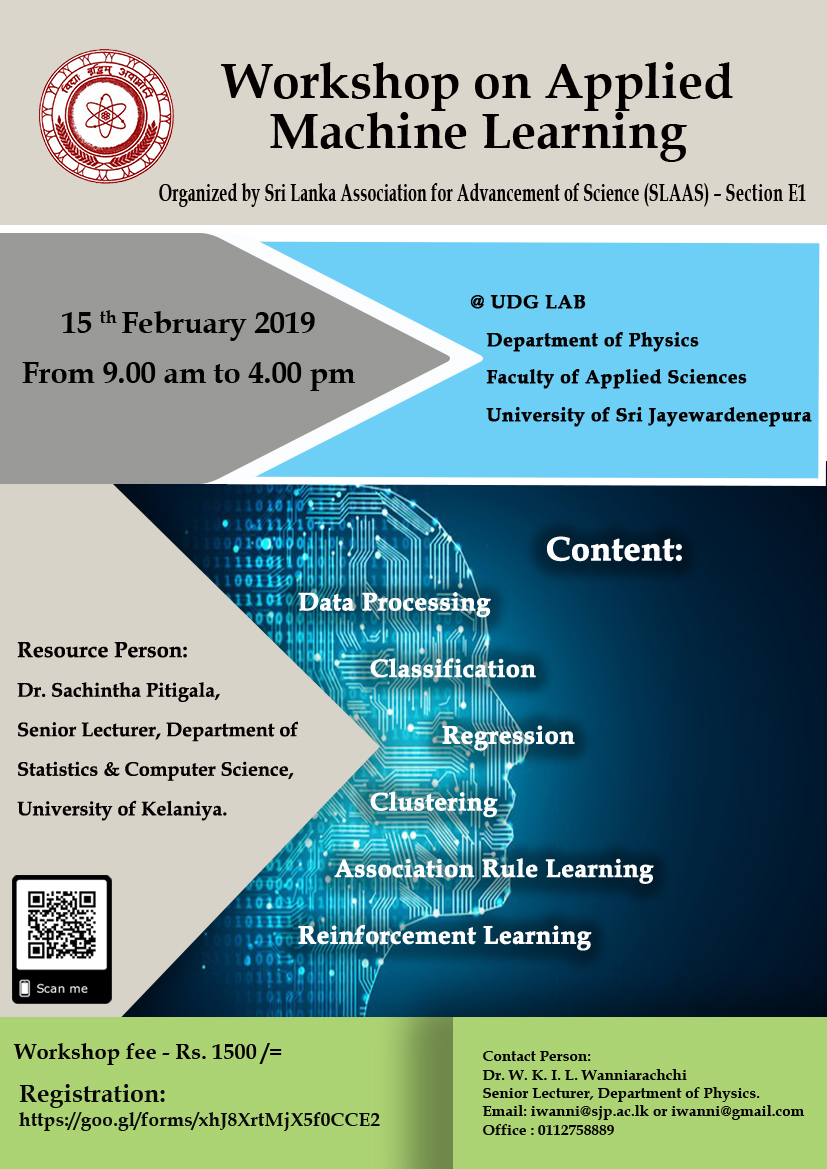 विद्या वृद्धिम् अवाप्नोति
Workshop on Applied
Machine Learning
Organized by Sri Lanka Association for Advancement of Science (SLAAS) – Section E1
15 th February 2019
From 9.00 am to 4.00 pm
@ UDG LAB
Department of Physics
Faculty of Applied Sciences
University of Sri Jayewardenepura
Content:
Data Processing
Classification
Regression
Clustering
Association Rule Learning
Reinforcement Learning
Resource Person:
Dr. Sachintha Pitigala,
Senior Lecturer, Department of
Statistics & Computer Science,
University of Kelaniya.
Scan me
Workshop fee - Rs. 1500 /=
Registration:
https://goo.gl/forms/xhJ8XrtMjX5f0CCE2
Contact Person:
Dr. W. K. I. L. Wanniarachchi
Senior Lecturer, Department of Physics.
Email: iwanni@sjp.ac.lk or iwanni@gmail.com
Office : 0112758889